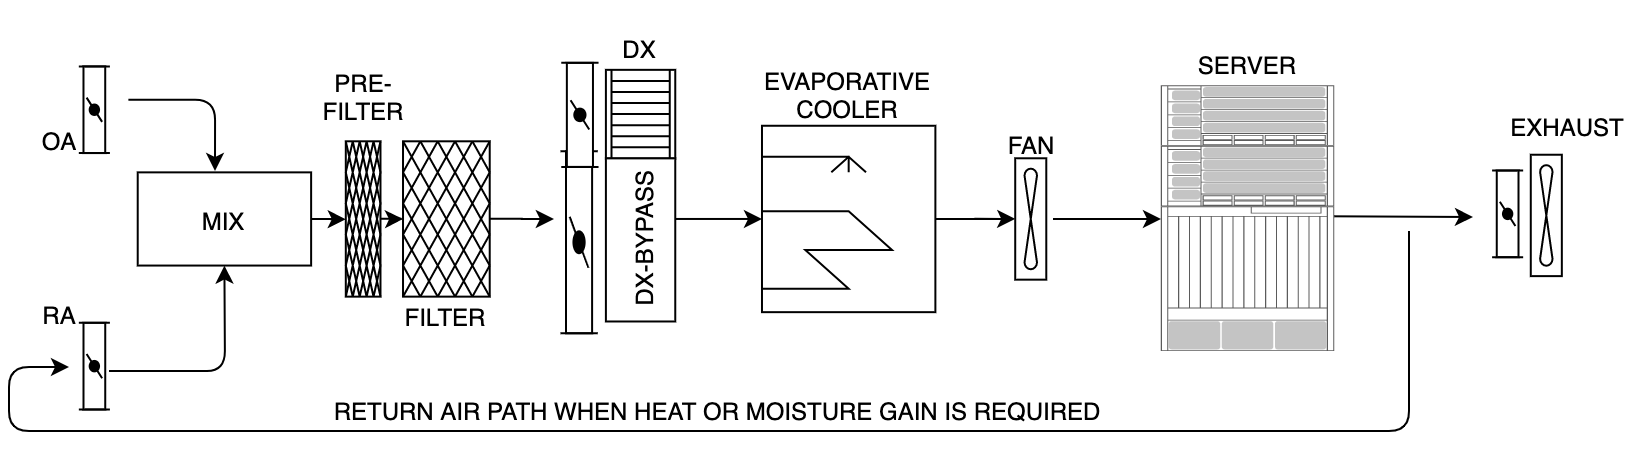 DX
SERVER
PRE-
FILTER
EVAPORATIVE
COOLER
EXHAUST
OA
FAN
MIX
DX-BYPASS
RA
FILTER
RETURN AIR PATH WHEN HEAT OR MOISTURE GAIN IS REQUIRED